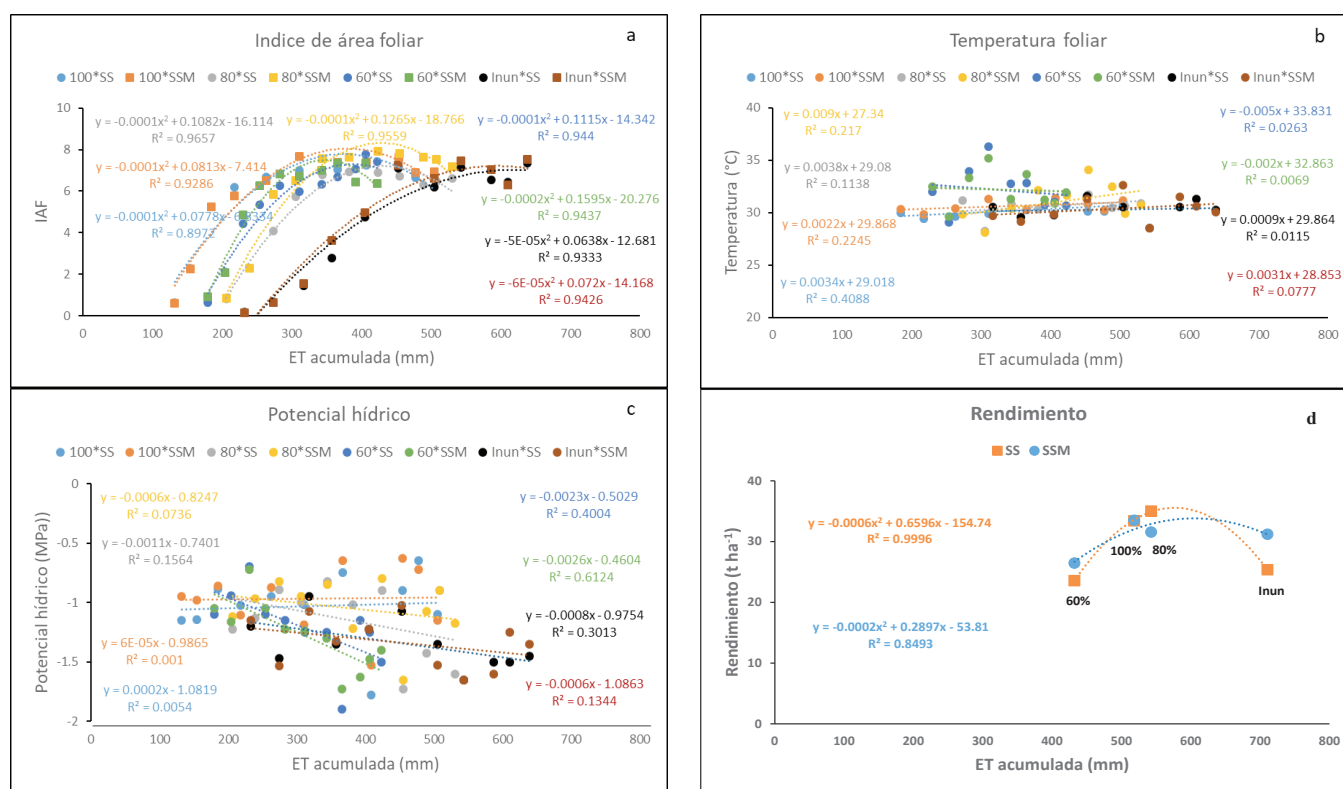 Indice de área foliar
a
100*SS 100*SSM 80*SS 80*SSM 60*SS 60*SSM Inun*SS Inun*SSM
y = -0.0001x² + 0.1082x - 16.114
R² = 0.9657
y = -0.0001x² + 0.1265x - 18.766
R² = 0.9559
y = -0.0001x² + 0.1115x - 14.342
R² = 0.944
y = -0.0001x² + 0.0813x - 7.414
R² = 0.9286
y = -0.0002x² + 0.1595x - 20.276
R² = 0.9437
y = -0.0001x² + 0.0778x -
R² = 0.8972
y = -5E-05x² + 0.0638x - 12.681
R² = 0.9333
y = -6E-05x² + 0.072x - 14.168
R² = 0.9426
IAF
10
8
6
4
2
0
0 100 200 300 400 500 600 700 800
ET acumulada (mm)
Temperatura foliar
b
100*SS 100*SSM 80*SS 80*SSM 60*SS 60*SSM Inun*SS Inun*SSM
y = 0.009x + 27.34
R² = 0.217
y = -0.005x + 33.831
R² = 0.0263
y = 0.0038x + 29.08
R² = 0.1138
y = -0.002x + 32.863
R² = 0.0069
y = 0.0022x + 29.868
R² = 0.2245
y = 0.0009x + 29.864
R² = 0.0115
y = 0.0034x + 29.018
R² = 0.4088
y = 0.0031x + 28.853
R² = 0.0777
Temperatura (°C)
40
35
30
25
20
0 100 200 300 400 500 600 700 800
ET acumulada (mm)
Potencial hídrico
c
100*SS 100*SSM 80*SS 80*SSM 60*SS 60*SSM Inun*SS Inun*SSM
y = -0.0006x - 0.8247
R² = 0.0736
y = -0.0023x - 0.5029
R² = 0.4004
y = -0.0011x - 0.7401
R² = 0.1564
y = -0.0026x - 0.4604
R² = 0.6124
y = -0.0008x - 0.9754
R² = 0.3013
y = 6E-05x - 0.9865
R² = 0.001
y = 0.0002x - 1.0819
R² = 0.0054
y = -0.0006x - 1.0863
R² = 0.1344
Potencial hídrico (MPa))
0
-0.5
-1
-1.5
-2
0 100 200 300 400 500 600 700 800
ET acumulada (mm)
Rendimiento
d
SS SSM
y = -0.0006x² + 0.6596x - 154.74
R² = 0.9996
100%
80%
60%
Inun
y = -0.0002x² + 0.2897x - 53.81
R² = 0.8493
Rendimiento (t ha⁻¹)
40
30
20
10
0
0 100 200 300 400 500 600 700 800
ET acumulada (mm)